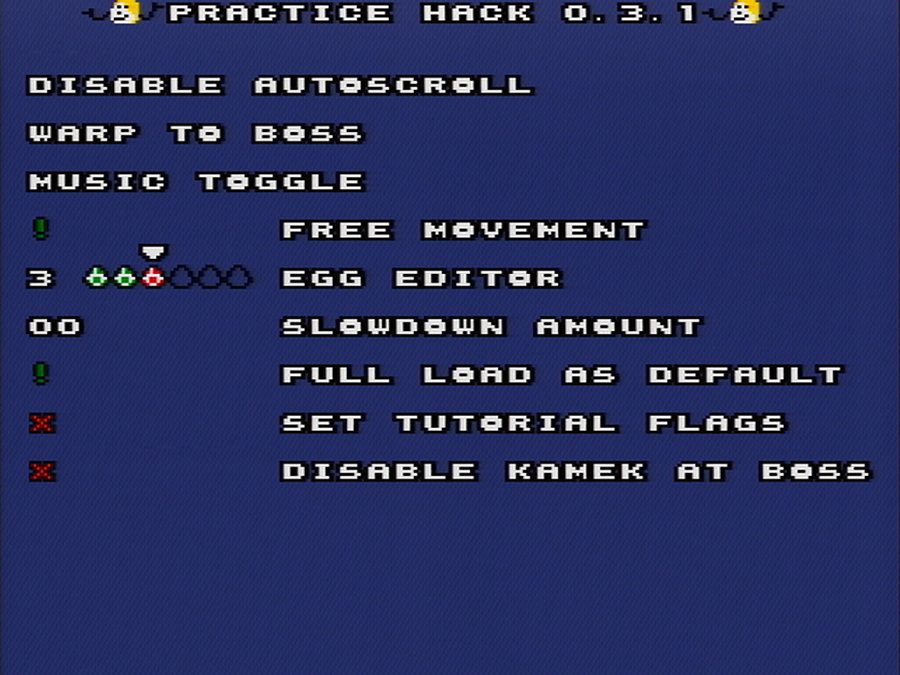 PRACTICE HACK 0.3.1
DISABLE AUTOSCROLL
WARP TO BOSS
MUSIC TOGGLE
! FREE MOVEMENT
3 EGG EDITOR
00 SLOWDOWN AMOUNT
! FULL LOAD AS DEFAULT
X SET TUTORIAL FLAGS
X DISABLE KAMEK AT BOSS